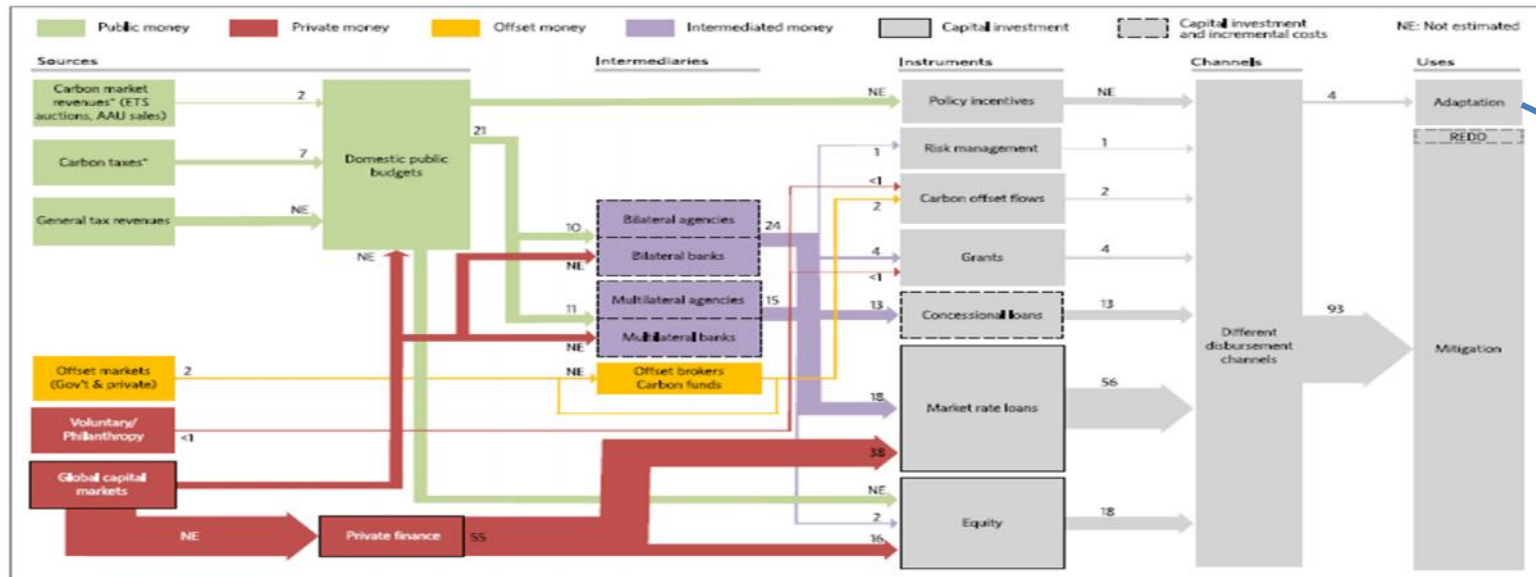 Public money
Private money
Offset money
Intermediated money
Capital investment
Capital investment
and incremental costs
NE: Not estimated
Sources
Intermediaries
Instruments
Channels
Uses
Carbon market
revenues* (ETS
auctions, AAU sales)
2
Carbon taxes*
7
General tax revenues
NE
Domestic public
budgets
21
NE
NE
Policy incentives
NE
4
Adaptation
REDD
1
Risk management
1
<1
2
Carbon offset flows
2
10
Bilateral agencies
24
NE
Bilateral banks
4
<1
Grants
4
11
Multilateral agencies
15
NE
Multilateral banks
13
Concessional loans
13
93
Different
disbursement
channels
Mitigation
Offset markets
(Gov't & private)
2
NE
Offset brokers
Carbon funds
18
Market rate loans
56
38
Voluntary/
Philanthropy
<1
Global capital
markets
NE
Private finance
55
NE
2
16
Equity
18